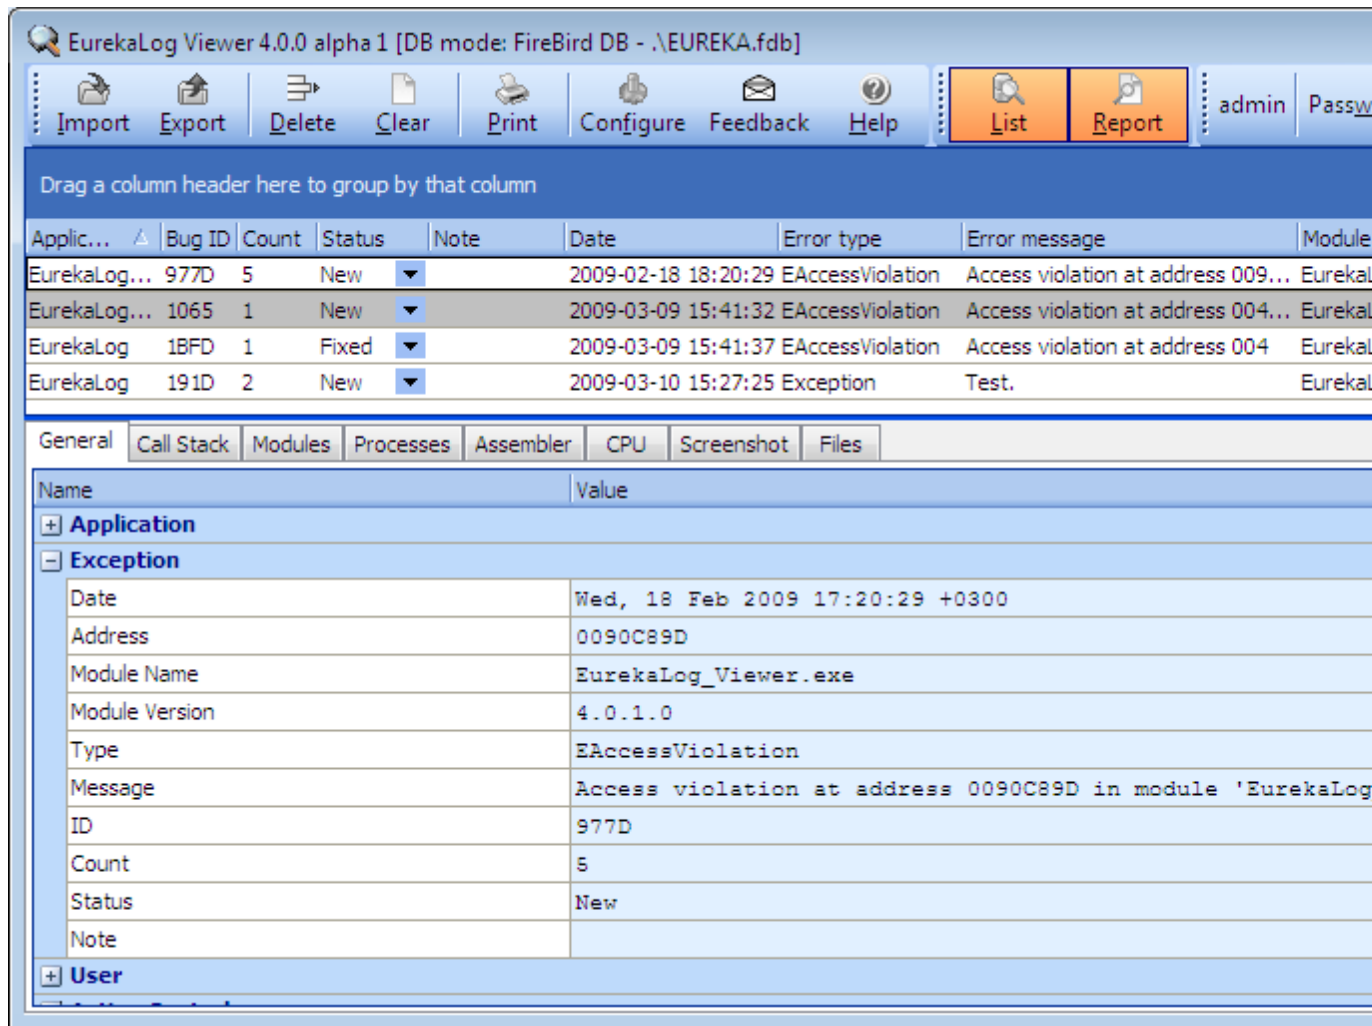 EurekaLog Viewer 4.0.0 alpha 1 [DB mode: FireBird DB - .\EUREKA.fdb]
Import Export Delete Clear Print Configure Feedback Help List Report admin Passw
Drag a column header here to group by that column
Applic... Bug ID Count Status Note Date Error type Error message Module
EurekaLog... 977D 5 New 2009-02-18 18:20:29 EAccessViolation Access violation at address 009... EurekaL
EurekaLog... 1065 1 New 2009-03-09 15:41:32 EAccessViolation Access violation at address 004... EurekaL
EurekaLog 1BFD 1 Fixed 2009-03-09 15:41:37 EAccessViolation Access violation at address 004 EurekaL
EurekaLog 191D 2 New 2009-03-10 15:27:25 Exception Test. EurekaL
General Call Stack Modules Processes Assembler CPU Screenshot Files
Name Value
Application
Exception
Date Wed, 18 Feb 2009 17:20:29 +0300
Address 0090C89D
Module Name EurekaLog_Viewer.exe
Module Version 4.0.1.0
Type EAccessViolation
Message Access violation at address 0090C89D in module 'EurekaLog
ID 977D
Count 5
Status New
Note
User